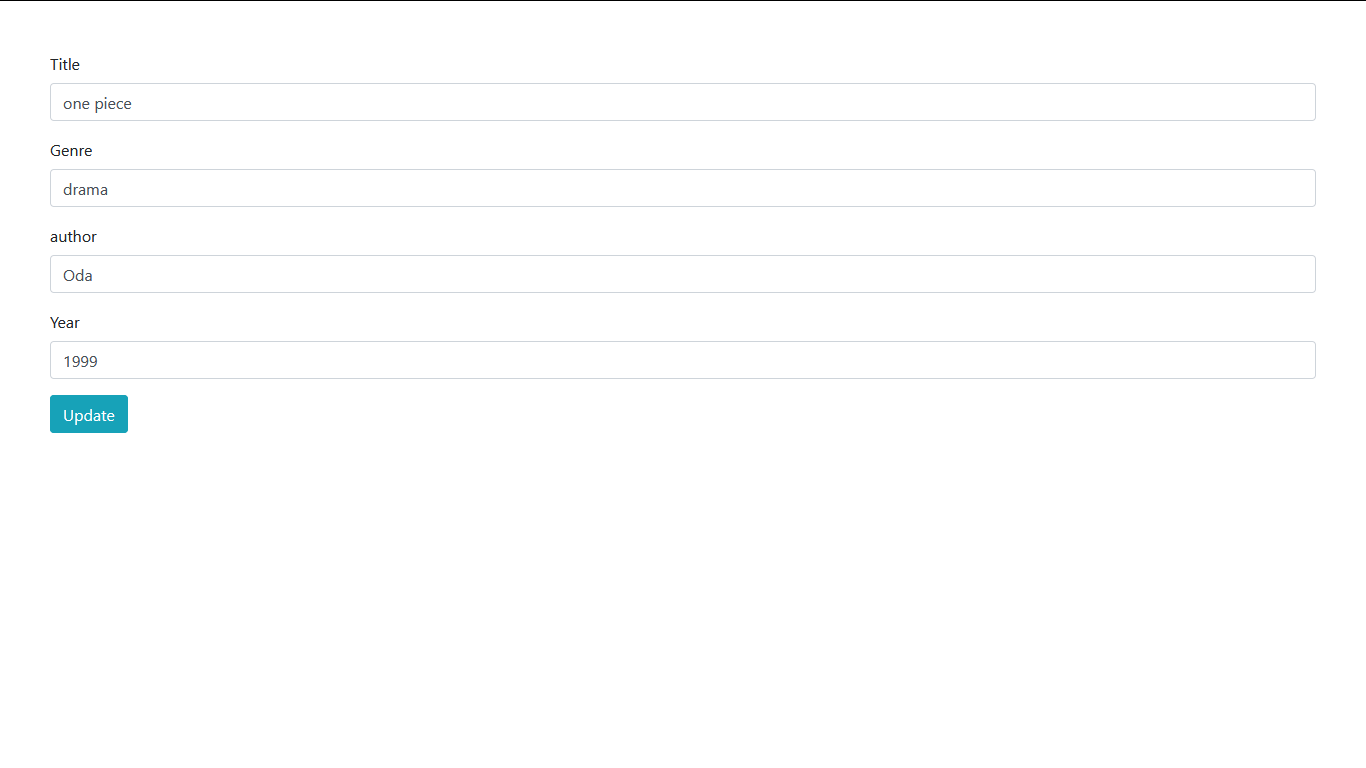 Title
one piece
Genre
drama
author
Oda
Year
1999
Update